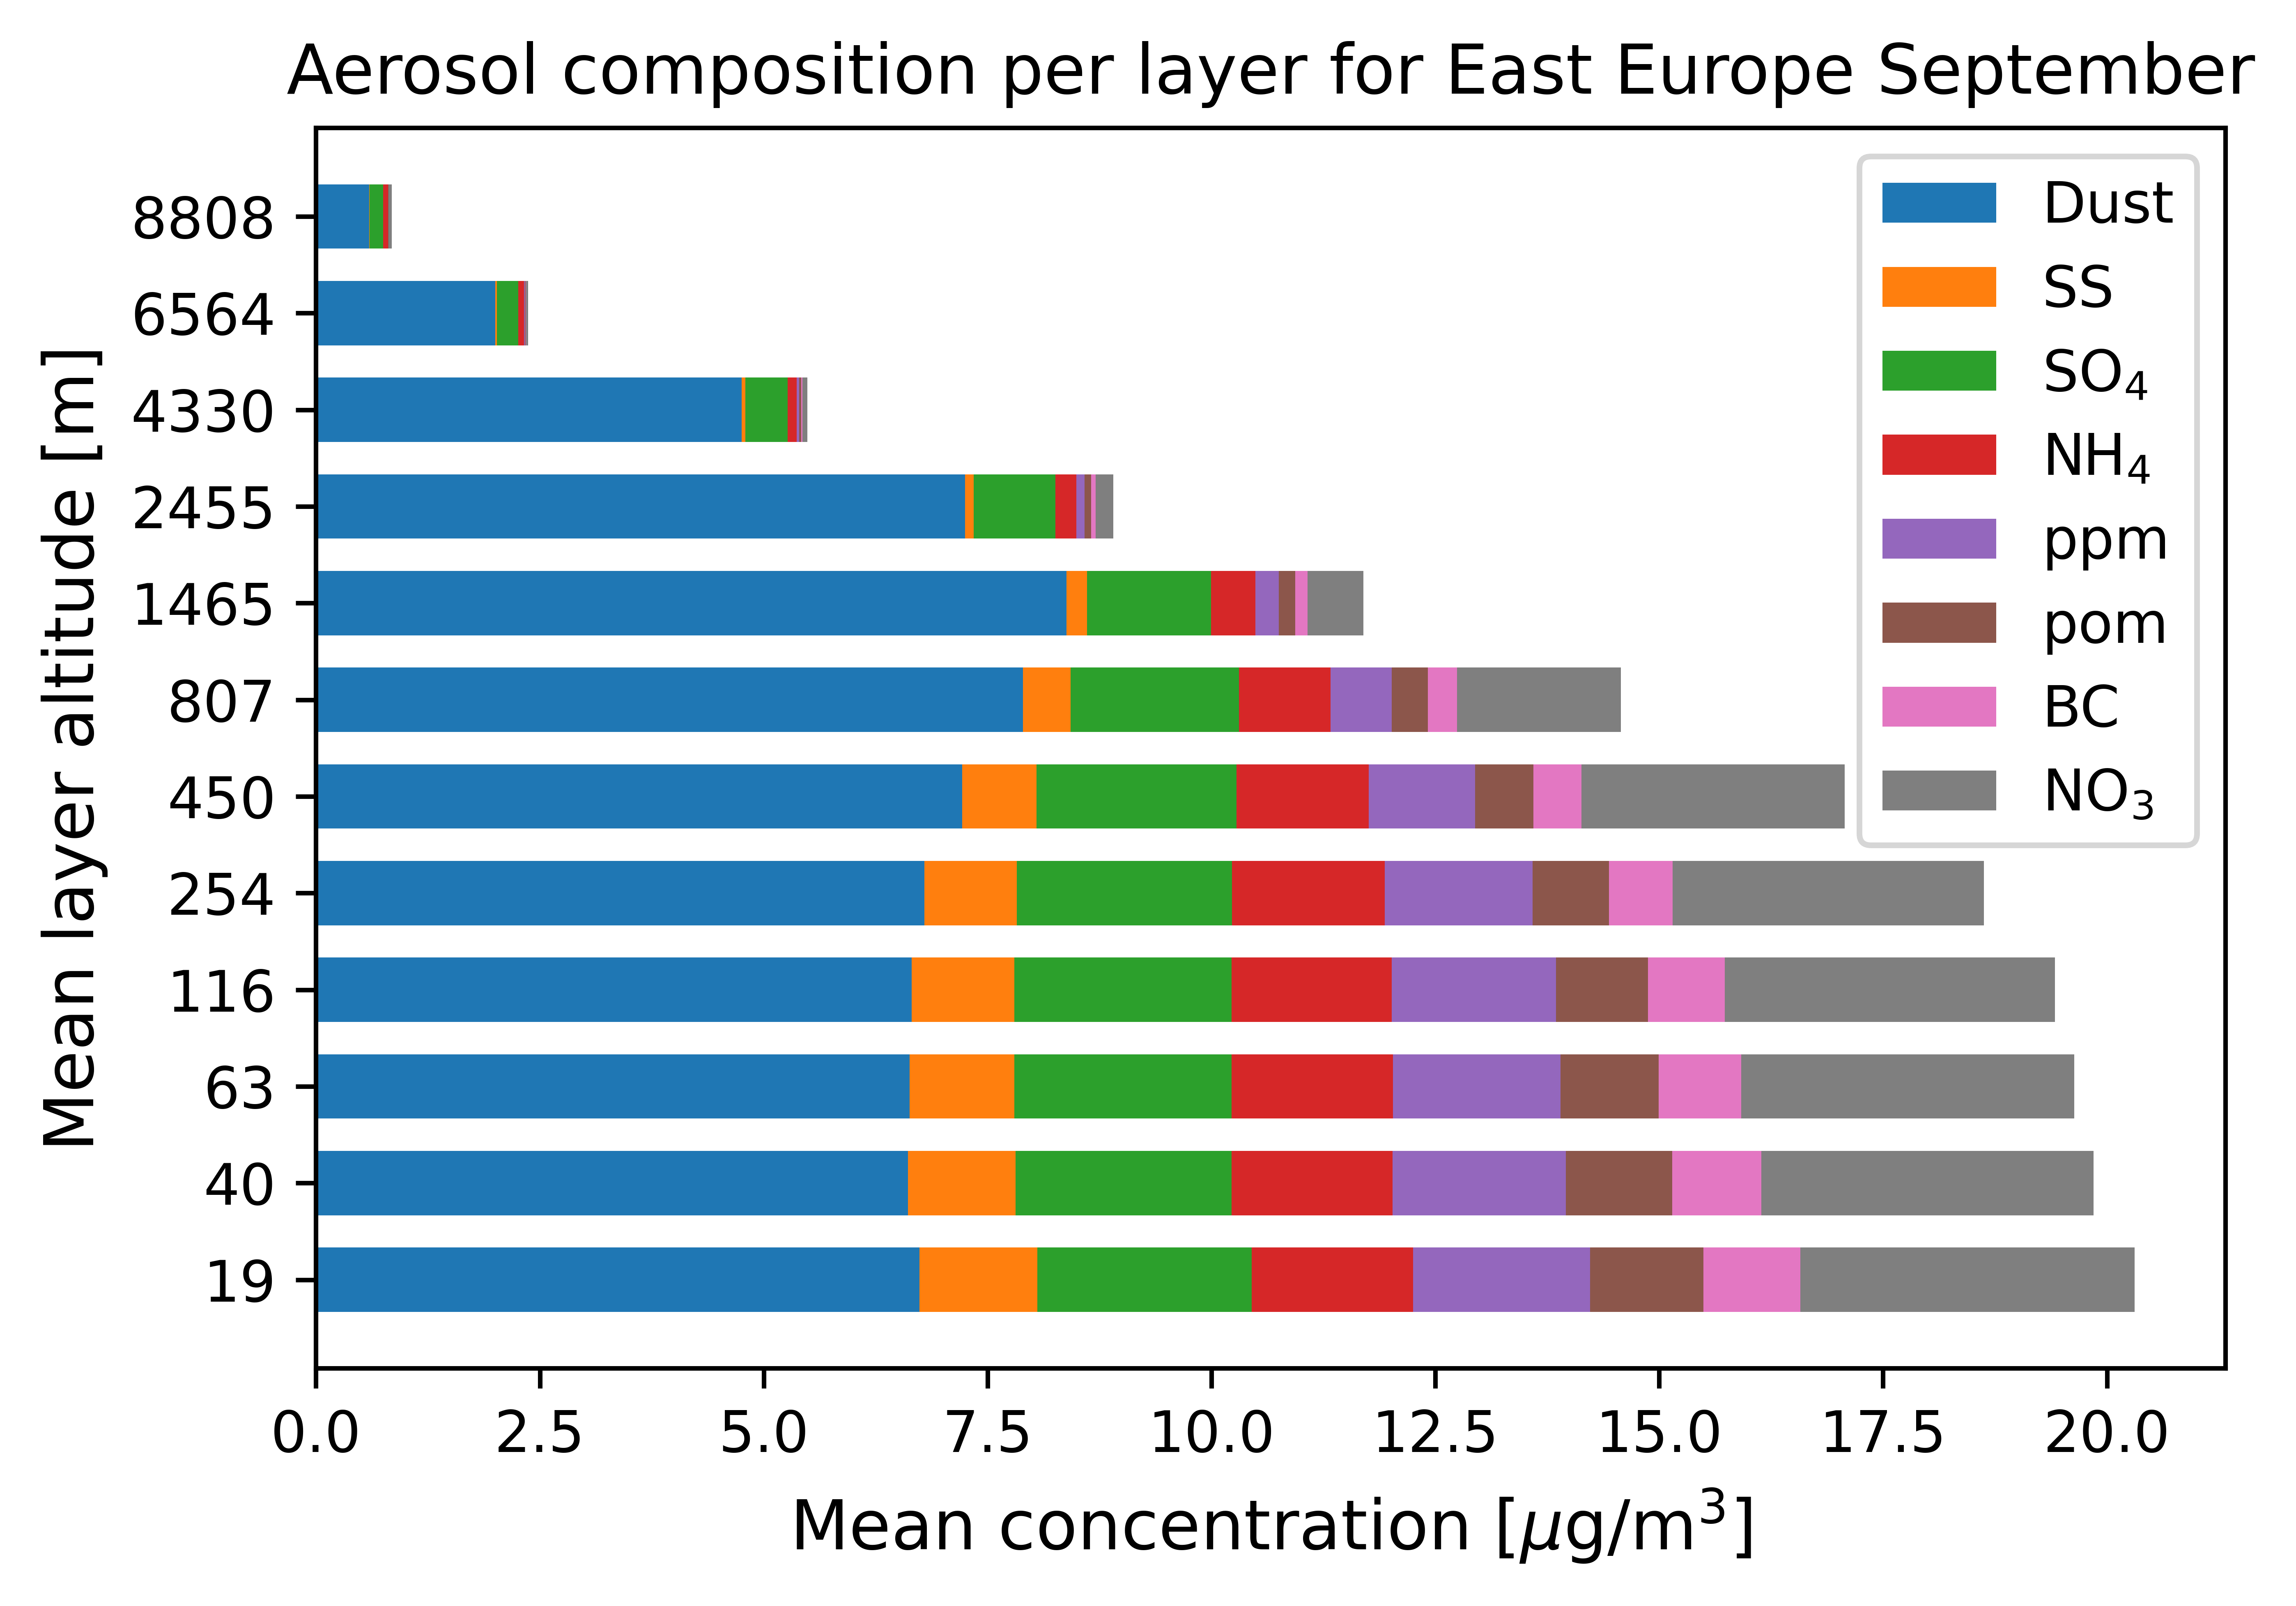 Aerosol composition per layer for East Europe September
Mean layer altitude [m]
8808
6564
4330
2455
1465
807
450
254
116
63
40
19
Dust
SS
SO₄
NH₄
ppm
pom
BC
NO₃
0.0 2.5 5.0 7.5 10.0 12.5 15.0 17.5 20.0
Mean concentration [μg/m³]